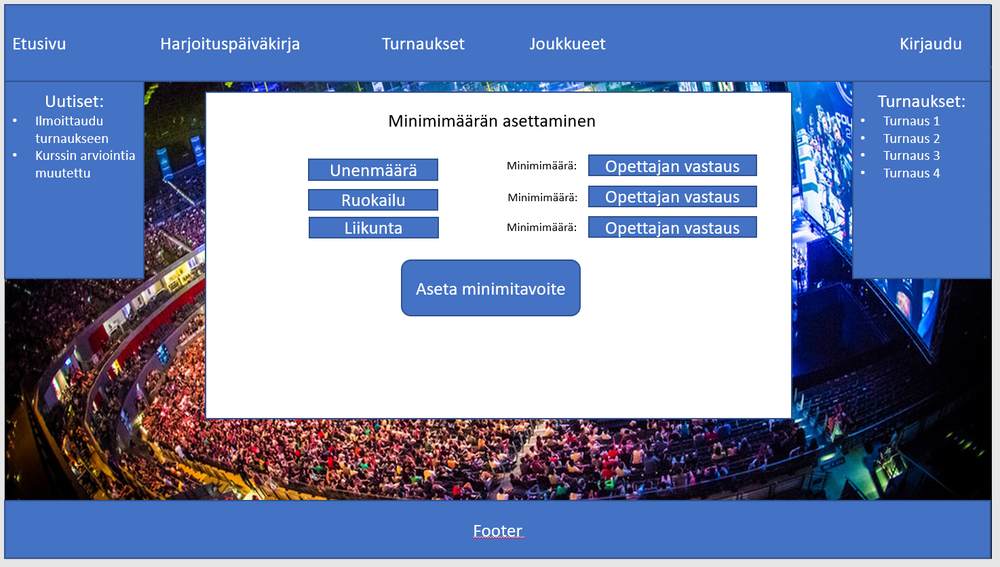 Etusivu
Harjoituspäiväkirja
Turnaukset
Joukkueet
Kirjaudu
Uutiset:
• Ilmoittaudu
turnaukseen
• Kurssin arviointia
muutettu
Minimimäärän asettaminen
Unenmäärä
Minimimäärä:
Opettajan vastaus
Ruokailu
Minimimäärä:
Opettajan vastaus
Liikunta
Minimimäärä:
Opettajan vastaus
Aseta minimitavoite
Turnaukset:
• Turnaus 1
• Turnaus 2
• Turnaus 3
• Turnaus 4
Footer